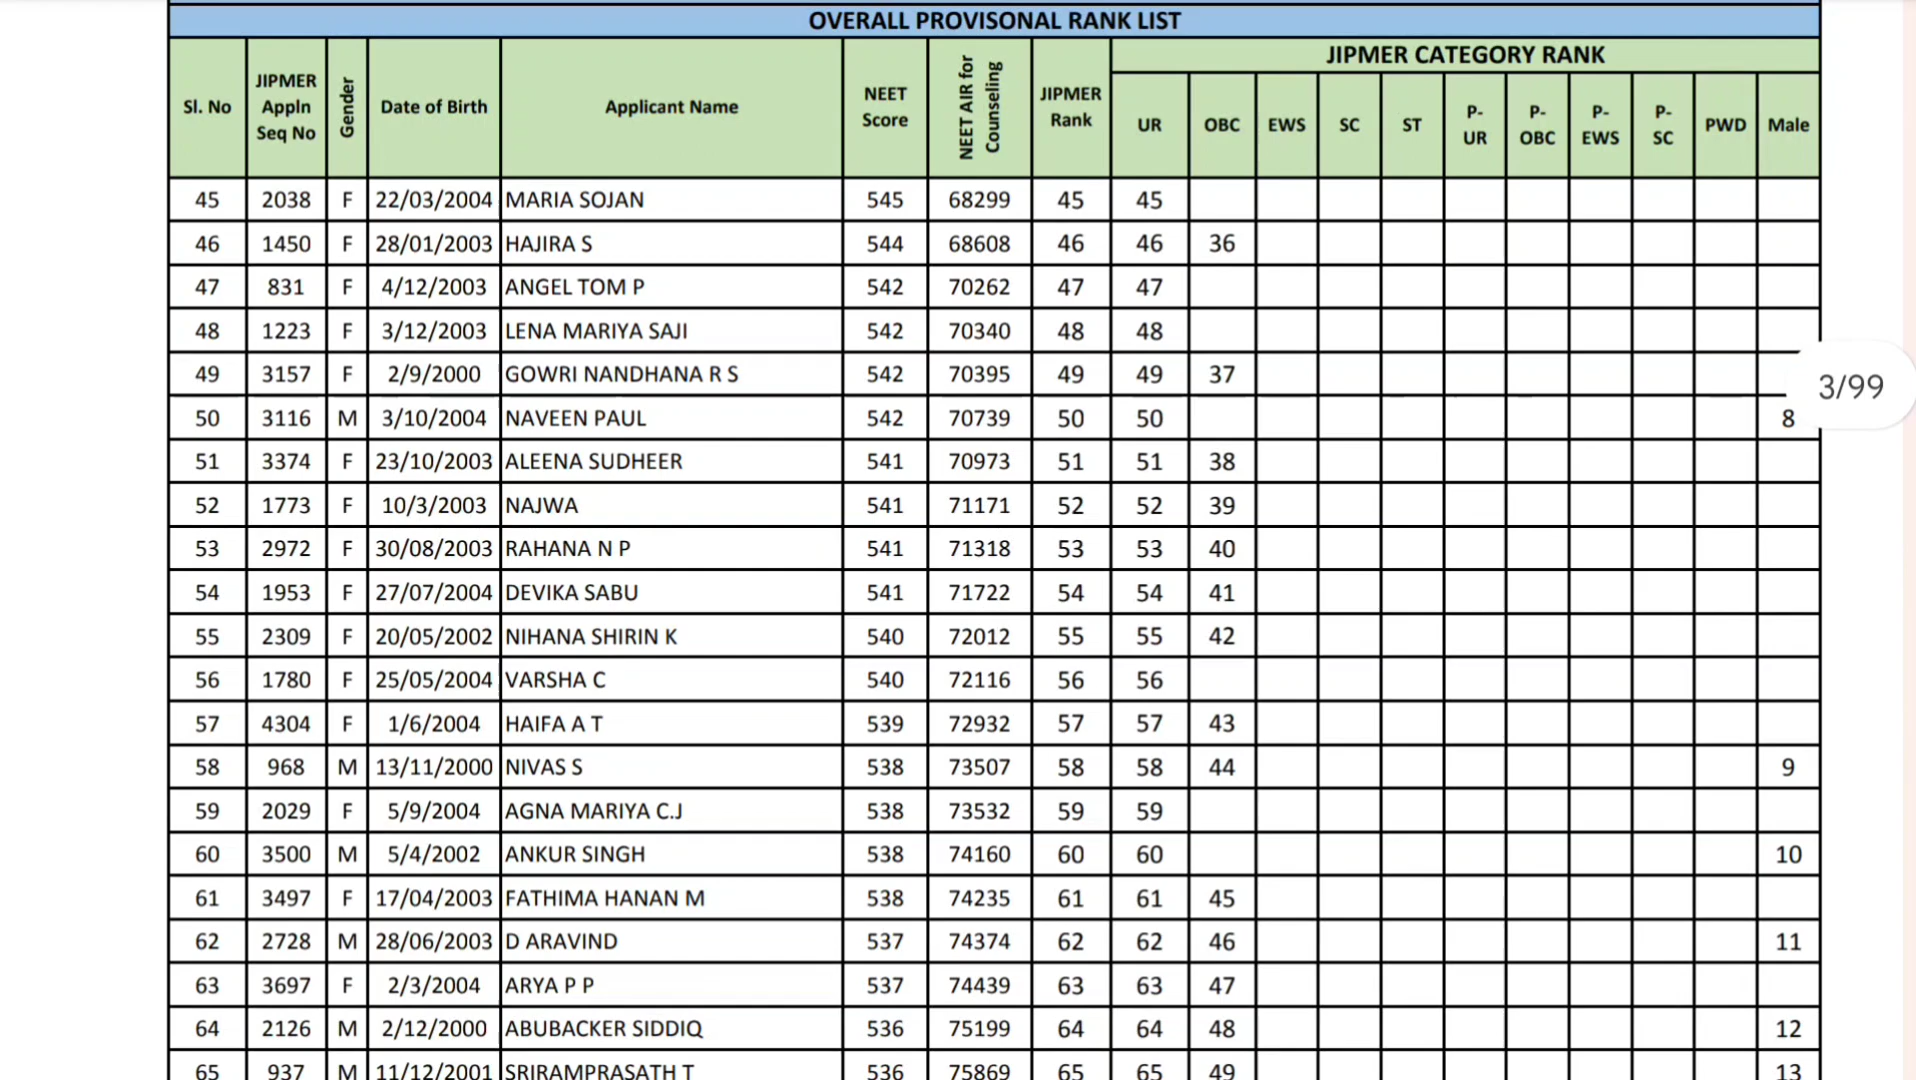 OVERALL PROVISONAL RANK LIST
Sl. No JIPMER Appln Seq No Gender Date of Birth Applicant Name NEET Score NEET AIR for Counseling JIPMER Rank JIPMER CATEGORY RANK
UR OBC EWS SC ST P-UR P-OBC P-EWS P-SC PWD Male
45 2038 F 22/03/2004 MARIA SOJAN 545 68299 45 45
46 1450 F 28/01/2003 HAJIRA S 544 68608 46 46 36
47 831 F 4/12/2003 ANGEL TOM P 542 70262 47 47
48 1223 F 3/12/2003 LENA MARIYA SAJI 542 70340 48 48
49 3157 F 2/9/2000 GOWRI NANDHANA R S 542 70395 49 49 37
3/99
50 3116 M 3/10/2004 NAVEEN PAUL 542 70739 50 50 8
51 3374 F 23/10/2003 ALEENA SUDHEER 541 70973 51 51 38
52 1773 F 10/3/2003 NAJWA 541 71171 52 52 39
53 2972 F 30/08/2003 RAHANA N P 541 71318 53 53 40
54 1953 F 27/07/2004 DEVIKA SABU 541 71722 54 54 41
55 2309 F 20/05/2002 NIHANA SHIRIN K 540 72012 55 55 42
56 1780 F 25/05/2004 VARSHA C 540 72116 56 56
57 4304 F 1/6/2004 HAIFA A T 539 72932 57 57 43
58 968 M 13/11/2000 NIVAS S 538 73507 58 58 44 9
59 2029 F 5/9/2004 AGNA MARIYA C.J 538 73532 59 59
60 3500 M 5/4/2002 ANKUR SINGH 538 74160 60 60 10
61 3497 F 17/04/2003 FATHIMA HANAN M 538 74235 61 61 45
62 2728 M 28/06/2003 D ARAVIND 537 74374 62 62 46 11
63 3697 F 2/3/2004 ARYA P P 537 74439 63 63 47
64 2126 M 2/12/2000 ABUBACKER SIDDIQ 536 75199 64 64 48 12
65 937 M 11/12/2001 SRIRAMPRASATH T 536 75869 65 65 49 13